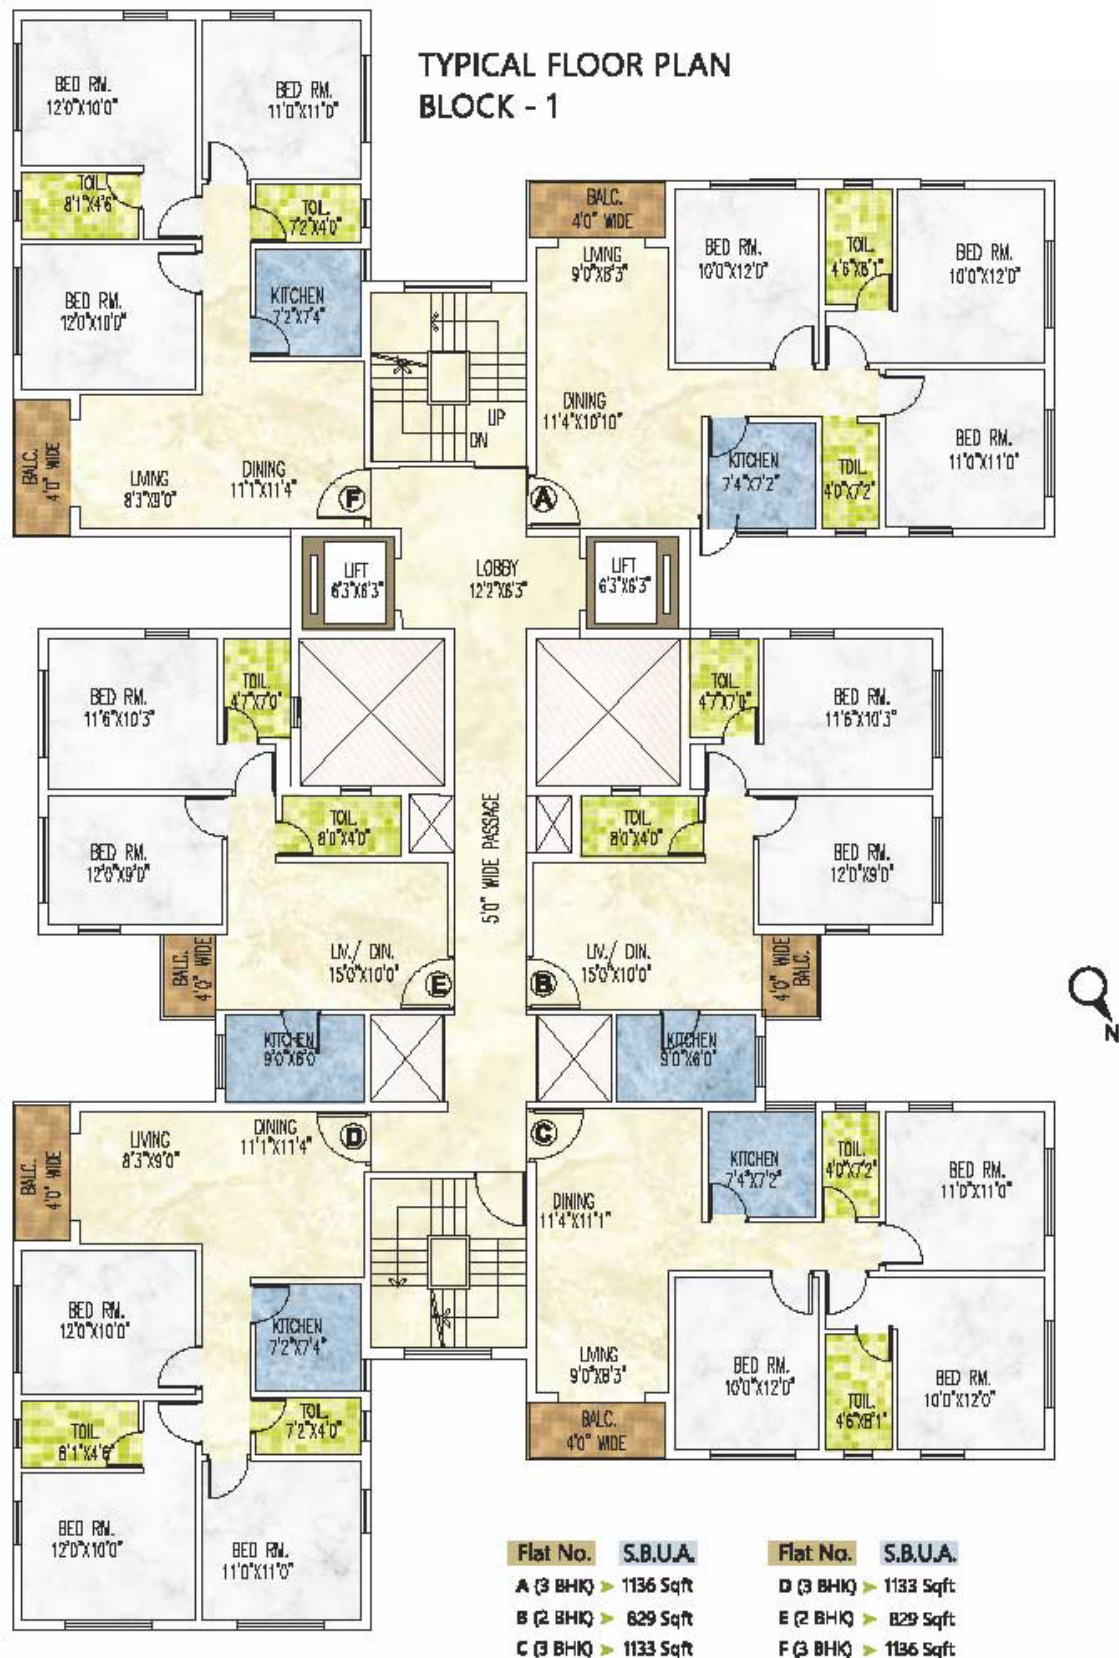 TYPICAL FLOOR PLAN
BLOCK - 1
BED RM.
12'0"X10'0"
BED RM.
11'0"X11'0"
TOIL.
8'1"X4'6"
TOIL.
7'2"X4'0"
BED RM.
12'0"X10'0"
KITCHEN
7'2"X7'4"
BALC.
4'0" WIDE
LIVING
8'3"X9'0"
DINING
11'1"X11'4"
F
UP
DN
BALC.
4'0" WIDE
LIVING
9'0"X8'3"
BED RM.
10'0"X12'0"
TOIL.
4'6"X8'1"
BED RM.
10'0"X12'0"
DINING
11'4"X10'10"
KITCHEN
7'4"X7'2"
TOIL.
4'0"X7'2"
BED RM.
11'0"X11'0"
A
LIFT
6'3"X6'3"
LOBBY
12'2"X6'3"
LIFT
6'3"X6'3"
BED RM.
11'6"X10'3"
TOIL.
4'7"X7'0"
TOIL.
4'7"X7'0"
BED RM.
11'6"X10'3"
BED RM.
12'0"X9'0"
TOIL.
8'0"X4'0"
5'0" WIDE PASSAGE
TOIL.
8'0"X4'0"
BED RM.
12'0"X9'0"
BALC.
4'0" WIDE
LIV./ DIN.
15'0"X10'0"
E
LIV./ DIN.
15'0"X10'0"
B
4'0" WIDE
BALC.
N
KITCHEN
9'0"X6'0"
KITCHEN
9'0"X6'0"
BALC.
4'0" WIDE
LIVING
8'3"X9'0"
DINING
11'1"X11'4"
D
C
KITCHEN
7'4"X7'2"
TOIL.
4'0"X7'2"
BED RM.
11'0"X11'0"
DINING
11'4"X11'1"
BED RM.
12'0"X10'0"
KITCHEN
7'2"X7'4"
LIVING
9'0"X8'3"
BED RM.
10'0"X12'0"
TOIL.
4'6"X8'1"
BED RM.
10'0"X12'0"
TOIL.
8'1"X4'6"
TOIL.
7'2"X4'0"
BALC.
4'0" WIDE
BED RM.
12'0"X10'0"
BED RM.
11'0"X11'0"
Flat No. S.B.U.A. Flat No. S.B.U.A.
A (3 BHK) ➤ 1136 Sqft D (3 BHK) ➤ 1133 Sqft
B (2 BHK) ➤ 829 Sqft E (2 BHK) ➤ 829 Sqft
C (3 BHK) ➤ 1133 Sqft F (3 BHK) ➤ 1136 Sqft